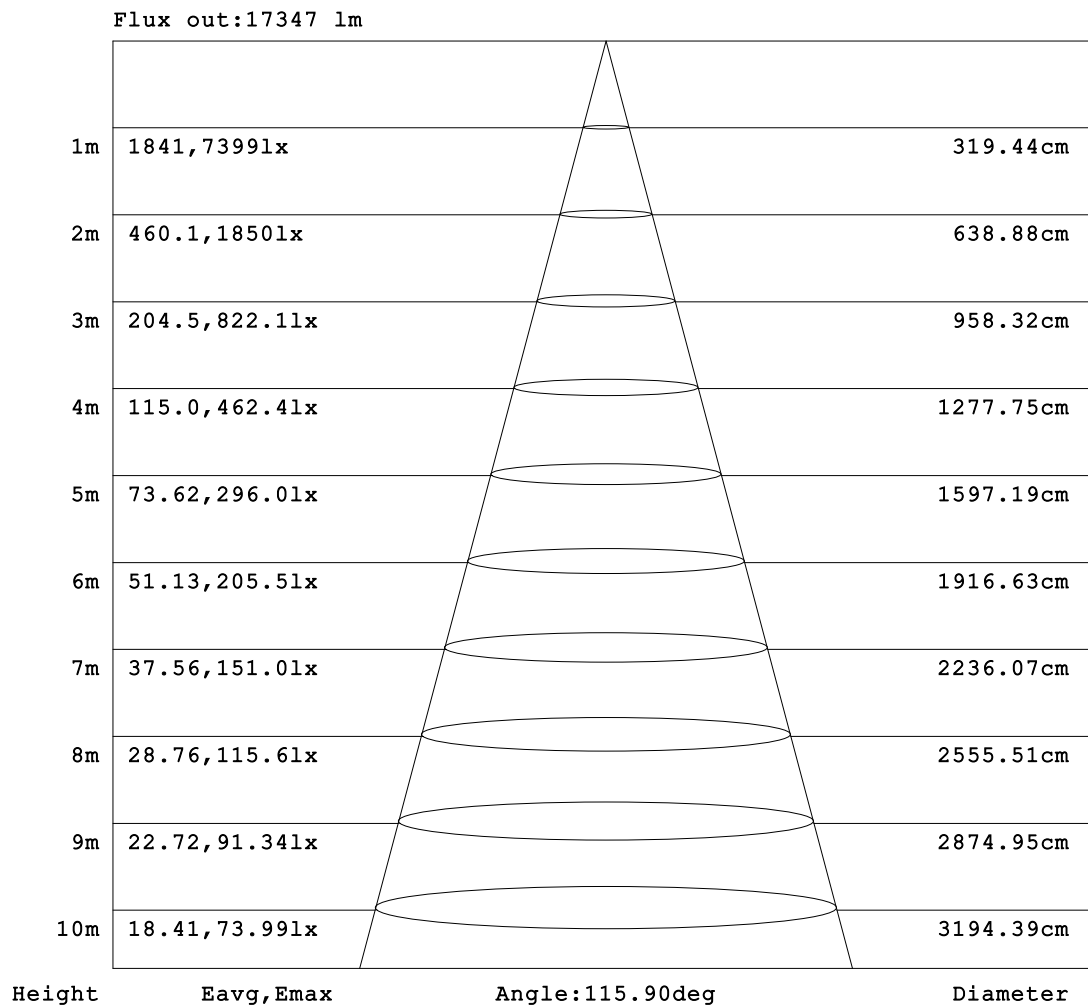 Flux out:17347 lm
1m 1841,7399lx 319.44cm
2m 460.1,1850lx 638.88cm
3m 204.5,822.1lx 958.32cm
4m 115.0,462.4lx 1277.75cm
5m 73.62,296.0lx 1597.19cm
6m 51.13,205.5lx 1916.63cm
7m 37.56,151.0lx 2236.07cm
8m 28.76,115.6lx 2555.51cm
9m 22.72,91.34lx 2874.95cm
10m 18.41,73.99lx 3194.39cm
Height Eavg,Emax Angle:115.90deg Diameter